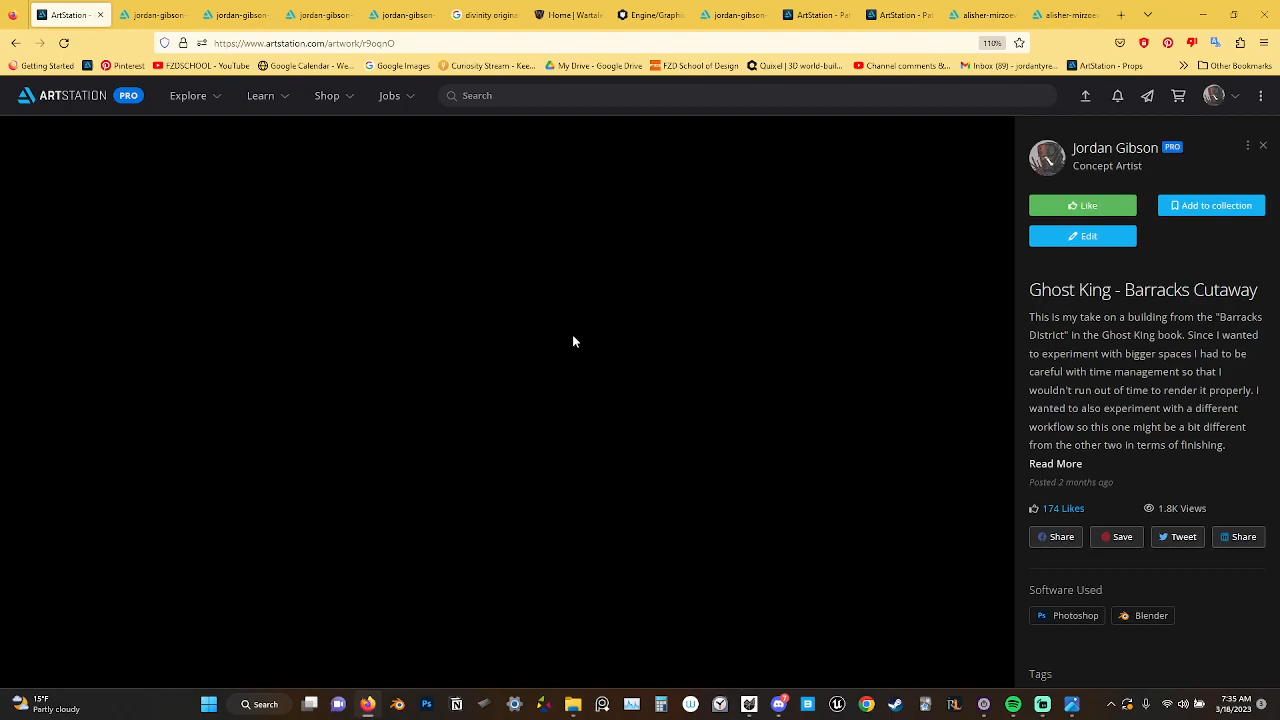 ArtStation -
jordan-gibson-
jordan-gibson-
jordan-gibson-
jordan-gibson-
divinity origina
Home | Wartale
Engine/Graphic
jordan-gibson-
ArtStation - Pat
ArtStation - Pat
alisher-mirzoev
alisher-mirzoev
https://www.artstation.com/artwork/r9oqnO
110%
Getting Started
Pinterest
FZDSCHOOL - YouTube
Google Calendar - We...
Google Images
Curiosity Stream - Kee...
My Drive - Google Drive
FZD School of Design
Quixel | 3D world-buil...
Channel comments &...
Inbox (89) - jordantyre...
ArtStation - Props
Other Bookmarks
ARTSTATION PRO
Explore
Learn
Shop
Jobs
Search
Jordan Gibson PRO
Concept Artist
Like
Add to collection
Edit
Ghost King - Barracks Cutaway
This is my take on a building from the "Barracks
District" in the Ghost King book. Since I wanted
to experiment with bigger spaces I had to be
careful with time management so that I
wouldn't run out of time to render it properly. I
wanted to also experiment with a different
workflow so this one might be a bit different
from the other two in terms of finishing.
Read More
Posted 2 months ago
174 Likes
1.8K Views
Share
Save
Tweet
Share
Software Used
Ps Photoshop
Blender
Tags
15°F
Partly cloudy
Search
7:35 AM
3/18/2023